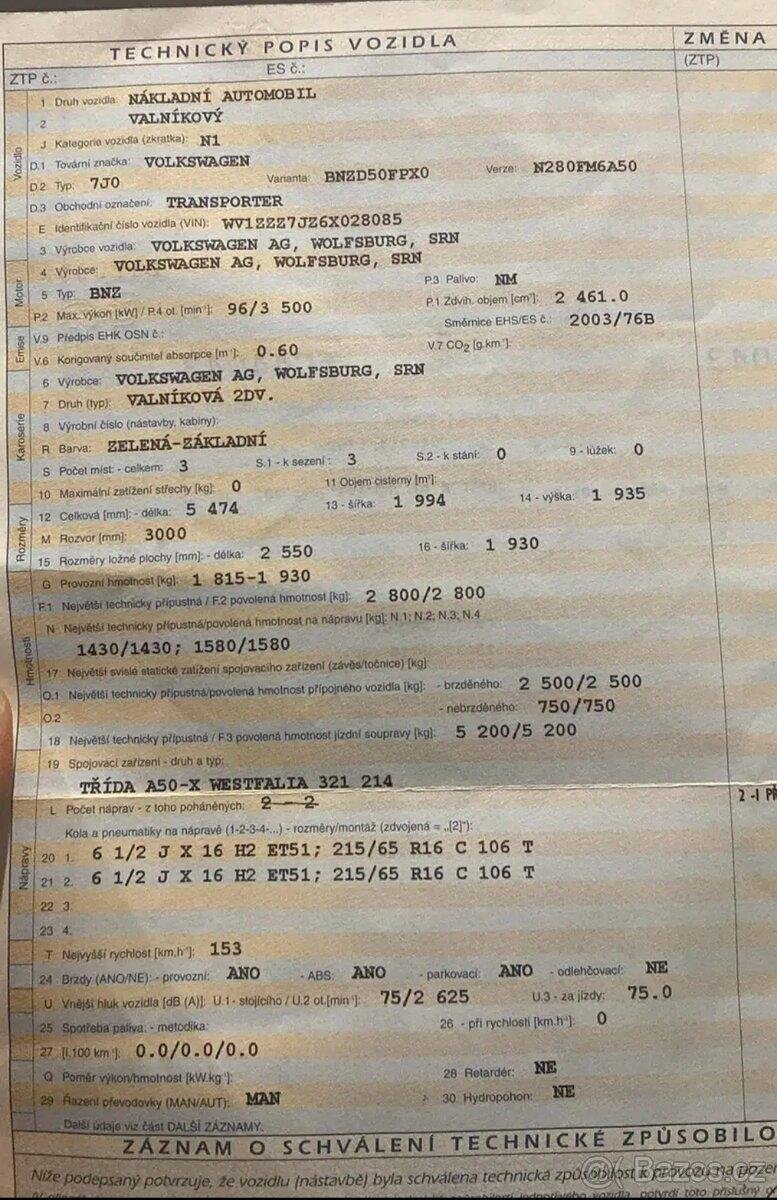 TECHNICKÝ POPIS VOZIDLA ZMĚNA
ZTP č.: ES č.: (ZTP)
Vozidlo
1 Druh vozidla: NÁKLADNÍ AUTOMOBIL
2 VALNÍKOVÝ
J Kategorie vozidla (zkratka): N1
D.1 Tovární značka: VOLKSWAGEN
D.2 Typ: 7J0 Varianta: BNZD50FPX0 Verze: N280FM6A50
D.3 Obchodní označení: TRANSPORTER
E Identifikační číslo vozidla (VIN): WV1ZZZ7JZ6X028085
3 Výrobce vozidla: VOLKSWAGEN AG, WOLFSBURG, SRN
Motor
4 Výrobce: VOLKSWAGEN AG, WOLFSBURG, SRN
5 Typ: BNZ P.3 Palivo: NM
P.2 Max. výkon [kW] / P.4 ot. [min⁻¹]: 96/3 500 P.1 Zdvih. objem [cm³]: 2 461.0
Emise
V.9 Předpis EHK OSN č.: Směrnice EHS/ES č.: 2003/76B
V.6 Korigovaný součinitel absorpce [m⁻¹]: 0.60 V.7 CO₂ [g.km⁻¹]:
Karoserie
6 Výrobce: VOLKSWAGEN AG, WOLFSBURG, SRN
7 Druh (typ): VALNÍKOVÁ 2DV.
8 Výrobní číslo (nástavby, kabiny):
R Barva: ZELENÁ-ZÁKLADNÍ
S Počet míst: - celkem: 3 S.1 - k sezení : 3 S.2 - k stání: 0 9 - lůžek: 0
10 Maximální zatížení střechy [kg]: 0 11 Objem cisterny [m³]:
Rozměry
12 Celková [mm]: - délka: 5 474 13 - šířka: 1 994 14 - výška: 1 935
M Rozvor [mm]: 3000
15 Rozměry ložné plochy [mm]: - délka: 2 550 16 - šířka: 1 930
Hmotnosti
G Provozní hmotnost [kg]: 1 815-1 930
F.1 Největší technicky přípustná / F.2 povolená hmotnost [kg]: 2 800/2 800
N Největší technicky přípustná/povolená hmotnost na nápravu [kg]: N.1; N.2; N.3; N.4
1430/1430; 1580/1580
17 Největší svislé statické zatížení spojovacího zařízení (závěs/točnice) [kg]:
O.1 Největší technicky přípustná/povolená hmotnost přípojného vozidla [kg]: - brzděného: 2 500/2 500
O.2 - nebrzděného: 750/750
18 Největší technicky přípustná / F.3 povolená hmotnost jízdní soupravy [kg]: 5 200/5 200
19 Spojovací zařízení - druh a typ:
TŘÍDA A50-X WESTFALIA 321 214
Nápravy
L Počet náprav - z toho poháněných: 2 - 2 2 -1 PŘ
Kola a pneumatiky na nápravě (1-2-3-4-...) - rozměry/montáž (zdvojená = „[2]"):
20 1. 6 1/2 J X 16 H2 ET51; 215/65 R16 C 106 T
21 2. 6 1/2 J X 16 H2 ET51; 215/65 R16 C 106 T
22 3.
23 4.
T Nejvyšší rychlost [km.h⁻¹]: 153
24 Brzdy (ANO/NE): - provozní: ANO - ABS: ANO - parkovací: ANO - odlehčovací: NE
U Vnější hluk vozidla [dB (A)]: U.1 - stojícího / U.2 ot.[min⁻¹]: 75/2 625 U.3 - za jízdy: 75.0
25 Spotřeba paliva: - metodika: 26 - při rychlosti [km.h⁻¹]: 0
27 [l.100 km⁻¹]: 0.0/0.0/0.0
Q Poměr výkon/hmotnost [kW.kg⁻¹]: 28 Retardér: NE
29 Řazení převodovky (MAN/AUT): MAN 30 Hydropohon: NE
Další údaje viz část DALŠÍ ZÁZNAMY:
ZÁZNAM O SCHVÁLENÍ TECHNICKÉ ZPŮSOBILO
Níže podepsaný potvrzuje, že vozidlu (nástavbě) byla schválena technická způsobilost k provozu na pozem
Bazos.cz